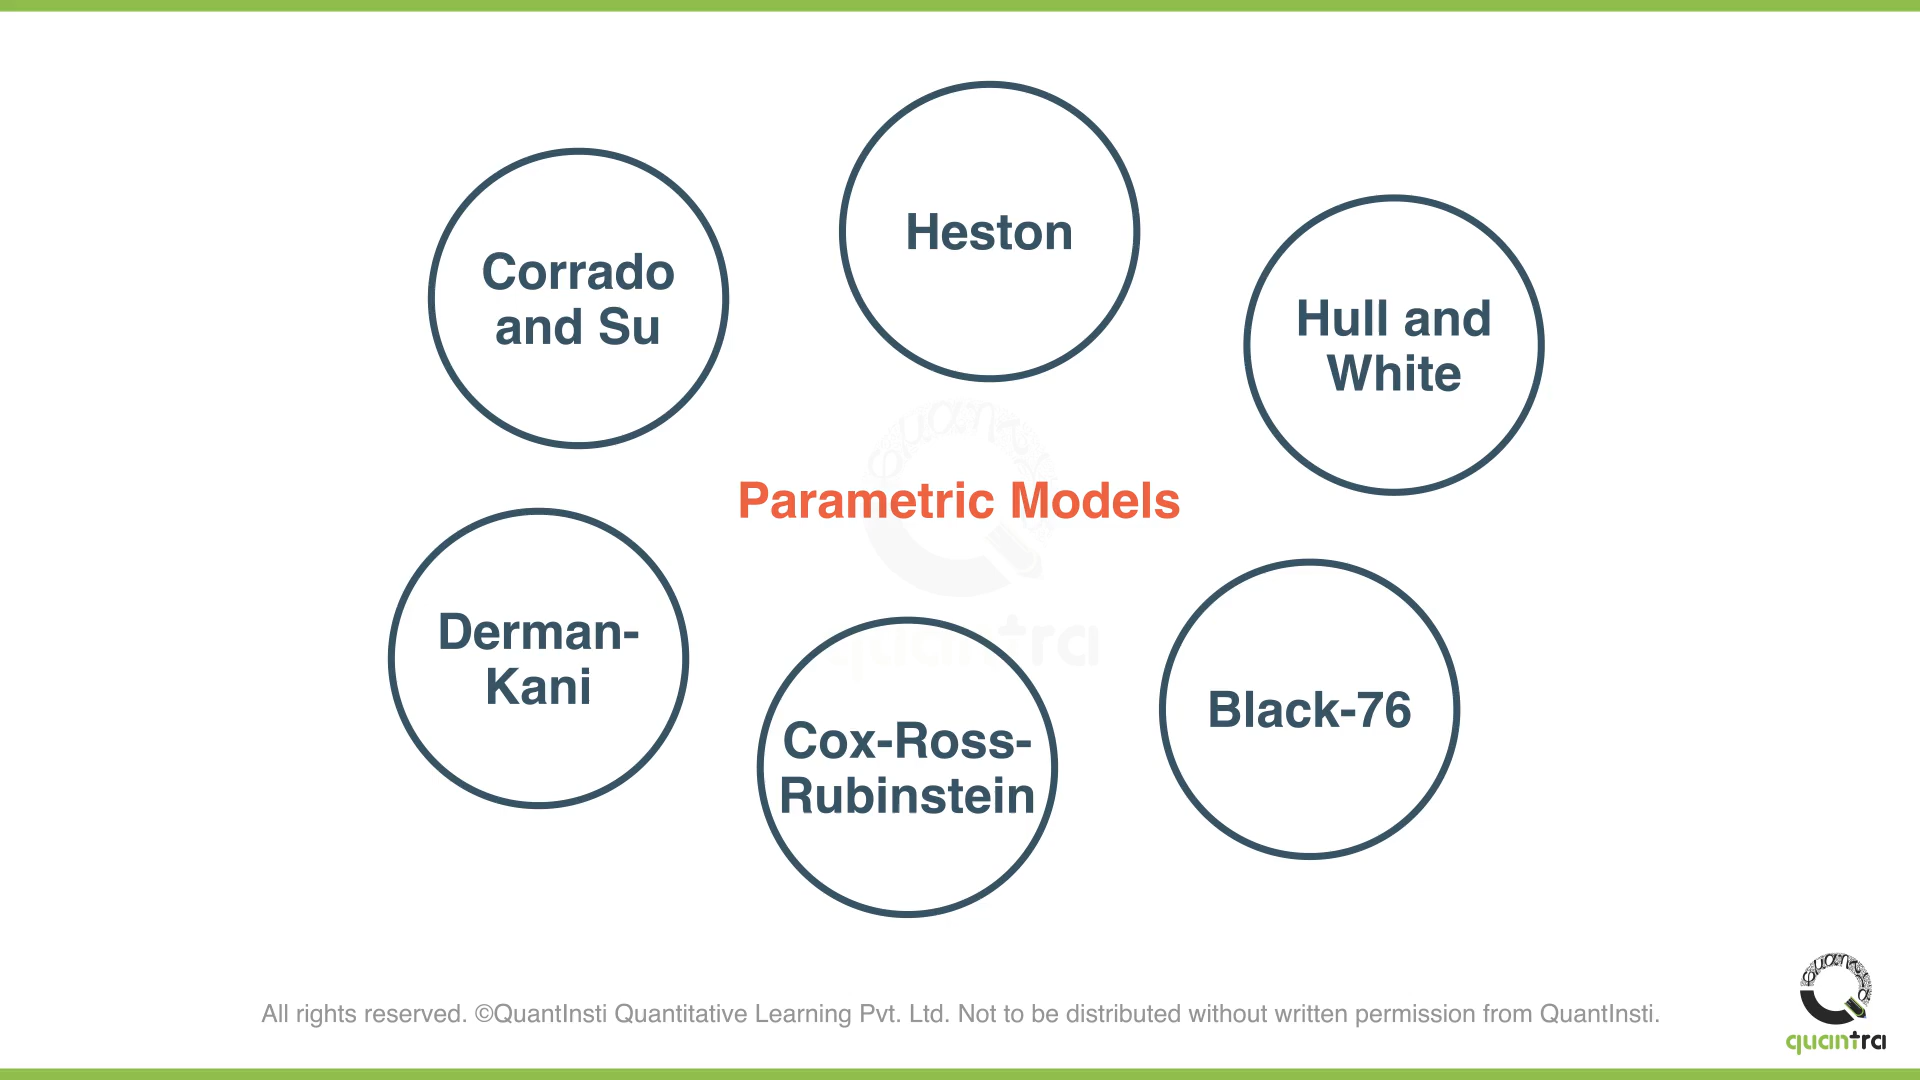 Heston
Corrado
and Su
Hull and
White
Parametric Models
Derman-
Kani
Cox-Ross-
Rubinstein
Black-76
All rights reserved. ©QuantInsti Quantitative Learning Pvt. Ltd. Not to be distributed without written permission from QuantInsti.
quantra
quantra